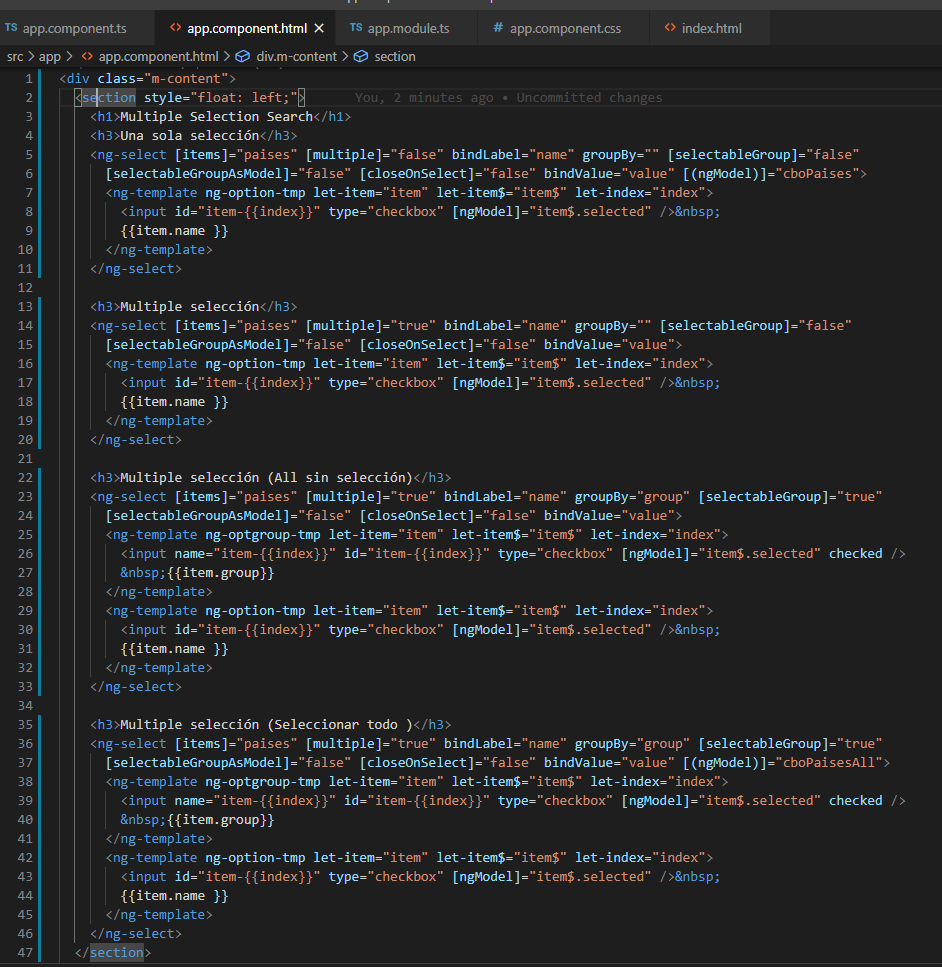 TS app.component.ts <> app.component.html × TS app.module.ts # app.component.css <> index.html
src > app > <> app.component.html > div.m-content > section
1 <div class="m-content">
2 <section style="float: left;"> You, 2 minutes ago • Uncommitted changes
3 <h1>Multiple Selection Search</h1>
4 <h3>Una sola selección</h3>
5 <ng-select [items]="paises" [multiple]="false" bindLabel="name" groupBy="" [selectableGroup]="false"
6 [selectableGroupAsModel]="false" [closeOnSelect]="false" bindValue="value" [(ngModel)]="cboPaises">
7 <ng-template ng-option-tmp let-item="item" let-item$="item$" let-index="index">
8 <input id="item-{{index}}" type="checkbox" [ngModel]="item$.selected" />&nbsp;
9 {{item.name }}
10 </ng-template>
11 </ng-select>
12
13 <h3>Multiple selección</h3>
14 <ng-select [items]="paises" [multiple]="true" bindLabel="name" groupBy="" [selectableGroup]="false"
15 [selectableGroupAsModel]="false" [closeOnSelect]="false" bindValue="value">
16 <ng-template ng-option-tmp let-item="item" let-item$="item$" let-index="index">
17 <input id="item-{{index}}" type="checkbox" [ngModel]="item$.selected" />&nbsp;
18 {{item.name }}
19 </ng-template>
20 </ng-select>
21
22 <h3>Multiple selección (All sin selección)</h3>
23 <ng-select [items]="paises" [multiple]="true" bindLabel="name" groupBy="group" [selectableGroup]="true"
24 [selectableGroupAsModel]="false" [closeOnSelect]="false" bindValue="value">
25 <ng-template ng-optgroup-tmp let-item="item" let-item$="item$" let-index="index">
26 <input name="item-{{index}}" id="item-{{index}}" type="checkbox" [ngModel]="item$.selected" checked />
27 &nbsp;{{item.group}}
28 </ng-template>
29 <ng-template ng-option-tmp let-item="item" let-item$="item$" let-index="index">
30 <input id="item-{{index}}" type="checkbox" [ngModel]="item$.selected" />&nbsp;
31 {{item.name }}
32 </ng-template>
33 </ng-select>
34
35 <h3>Multiple selección (Seleccionar todo )</h3>
36 <ng-select [items]="paises" [multiple]="true" bindLabel="name" groupBy="group" [selectableGroup]="true"
37 [selectableGroupAsModel]="false" [closeOnSelect]="false" bindValue="value" [(ngModel)]="cboPaisesAll">
38 <ng-template ng-optgroup-tmp let-item="item" let-item$="item$" let-index="index">
39 <input name="item-{{index}}" id="item-{{index}}" type="checkbox" [ngModel]="item$.selected" checked />
40 &nbsp;{{item.group}}
41 </ng-template>
42 <ng-template ng-option-tmp let-item="item" let-item$="item$" let-index="index">
43 <input id="item-{{index}}" type="checkbox" [ngModel]="item$.selected" />&nbsp;
44 {{item.name }}
45 </ng-template>
46 </ng-select>
47 </section>